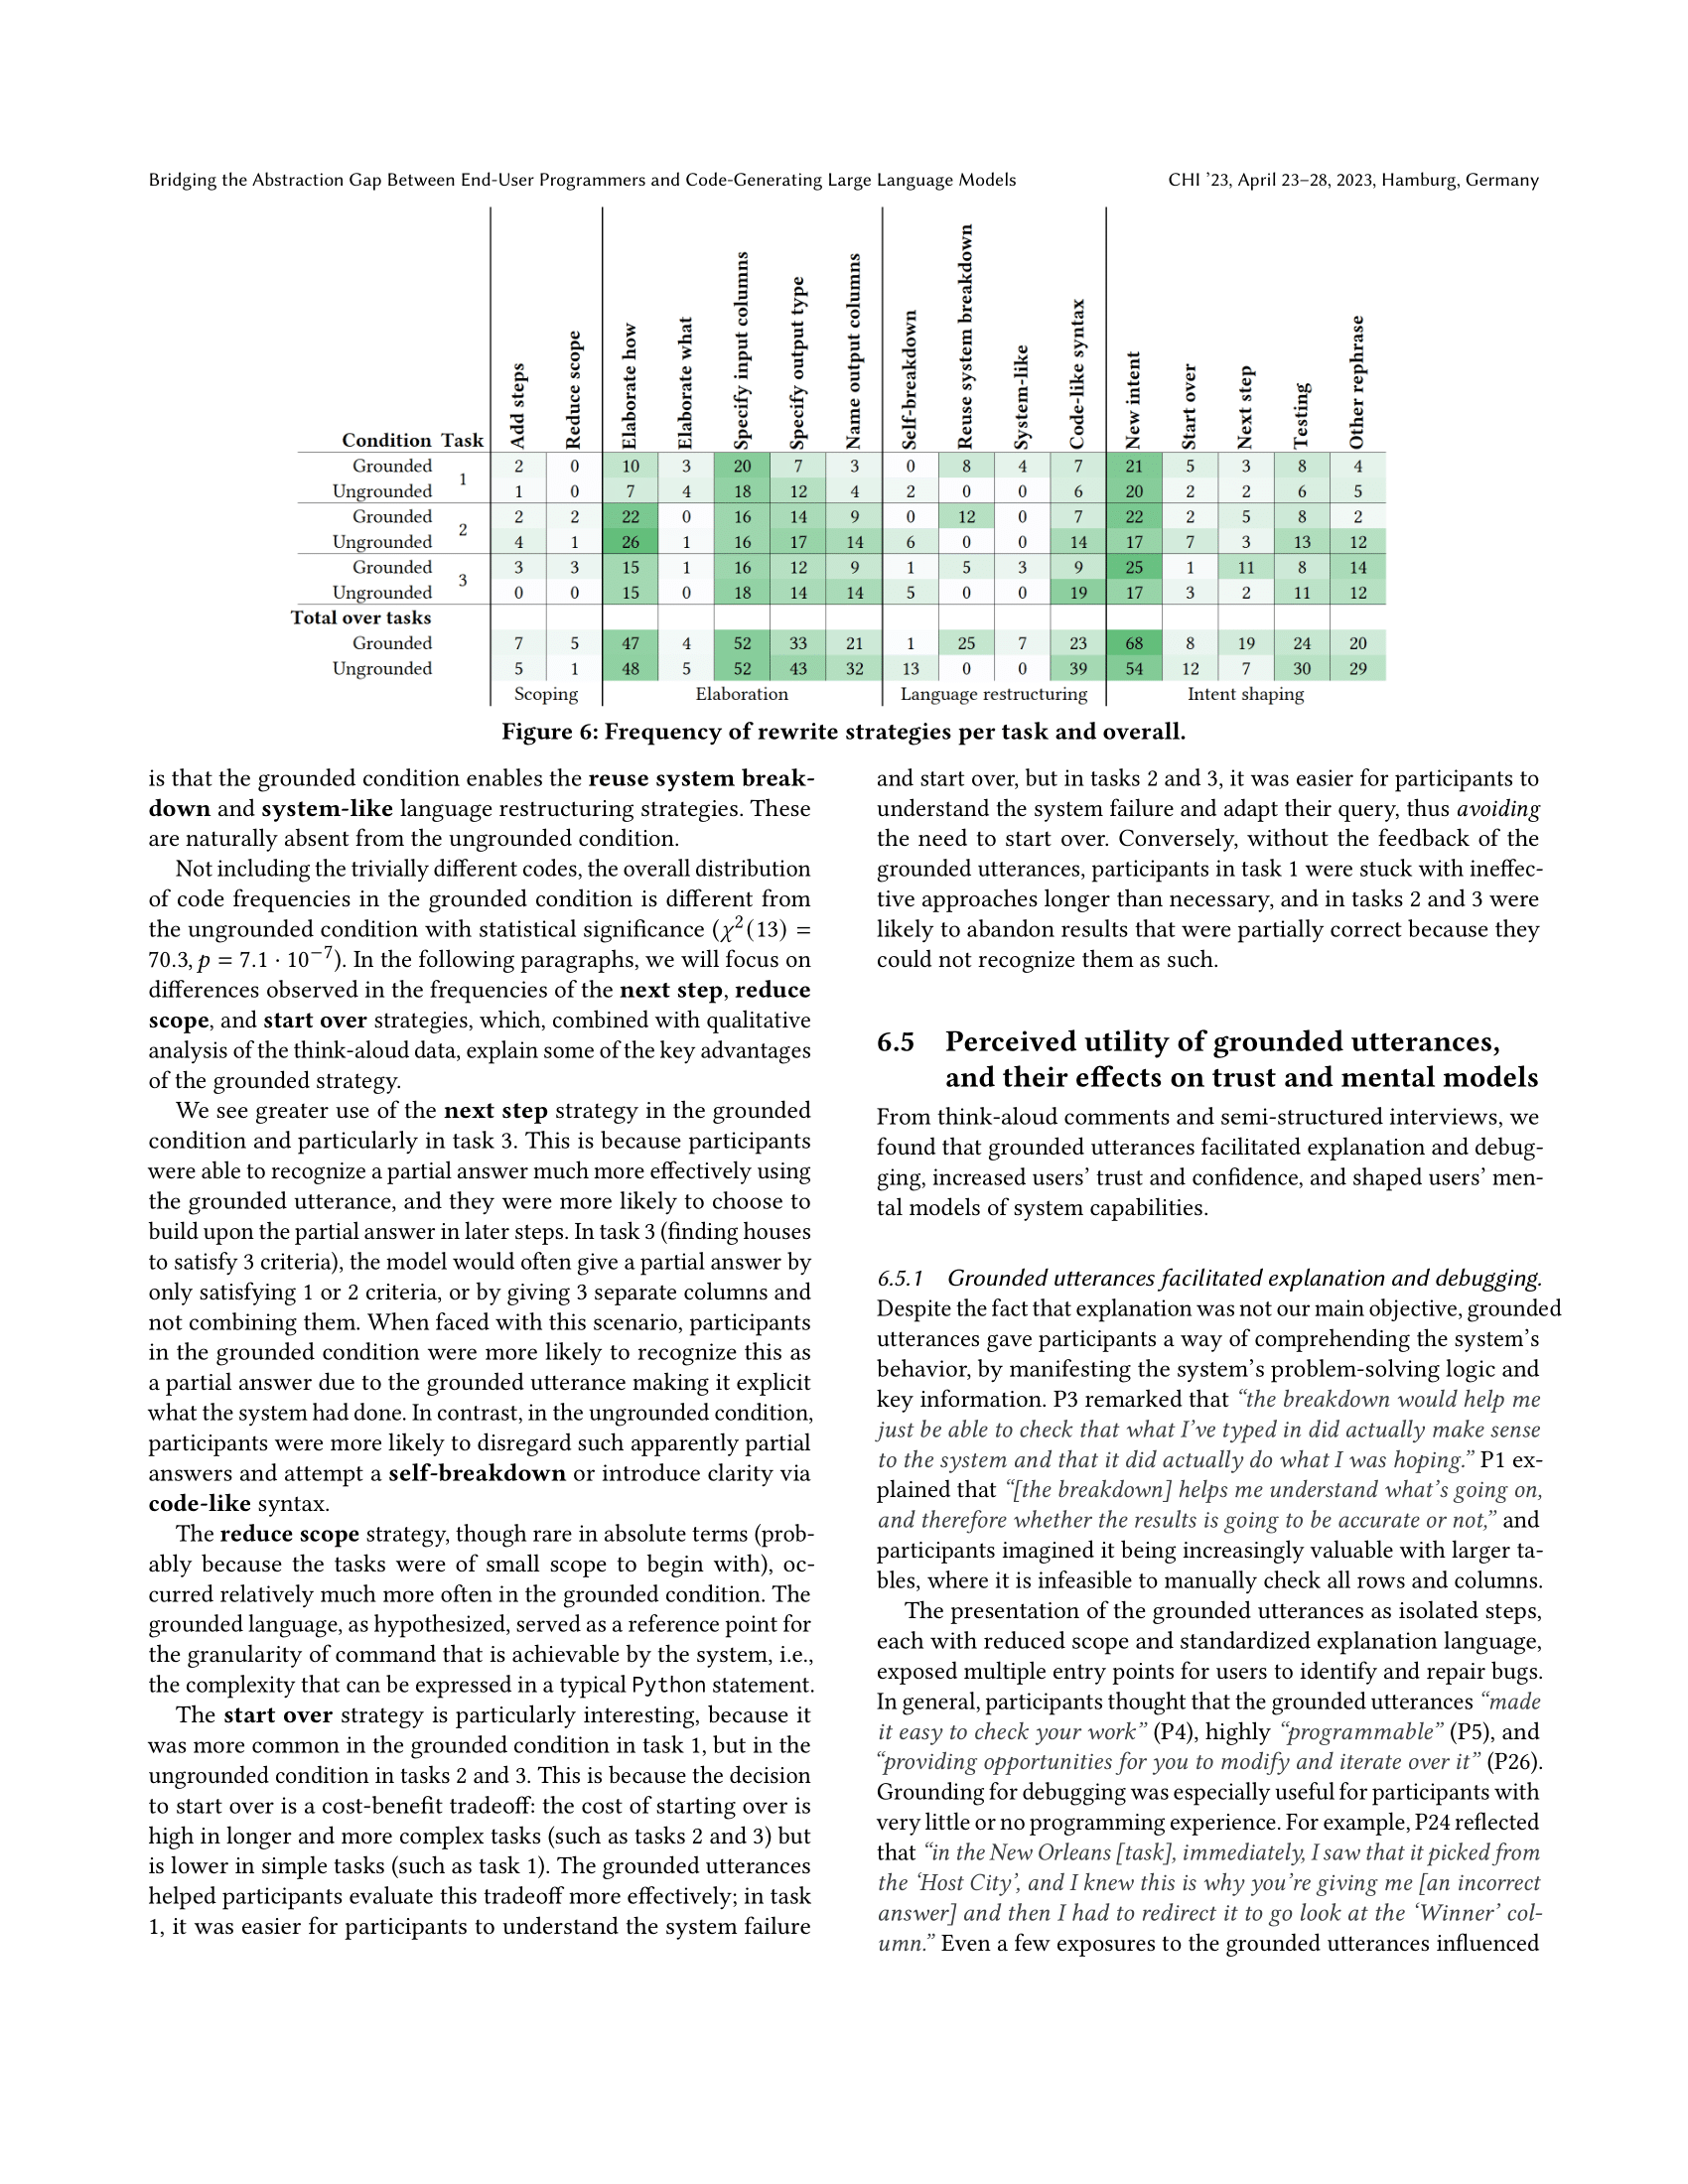 Bridging the Abstraction Gap Between End-User Programmers and Code-Generating Large Language Models
CHI ’23, April 23–28, 2023, Hamburg, Germany
Condition Task Add steps Reduce scope Elaborate how Elaborate what Specify input columns Specify output type Name output columns Self-breakdown Reuse system breakdown System-like Code-like syntax New intent Start over Next step Testing Other rephrase
Grounded 2 0 10 3 20 7 3 0 8 4 7 21 5 3 8 4
1
Ungrounded 1 0 7 4 18 12 4 2 0 0 6 20 2 2 6 5
Grounded 2 2 22 0 16 14 9 0 12 0 7 22 2 5 8 2
2
Ungrounded 4 1 26 1 16 17 14 6 0 0 14 17 7 3 13 12
Grounded 3 3 15 1 16 12 9 1 5 3 9 25 1 11 8 14
3
Ungrounded 0 0 15 0 18 14 14 5 0 0 19 17 3 2 11 12
Total over tasks
Grounded 7 5 47 4 52 33 21 1 25 7 23 68 8 19 24 20
Ungrounded 5 1 48 5 52 43 32 13 0 0 39 54 12 7 30 29
Scoping Elaboration Language restructuring Intent shaping
Figure 6: Frequency of rewrite strategies per task and overall.
is that the grounded condition enables the reuse system break-
down and system-like language restructuring strategies. These
are naturally absent from the ungrounded condition.
Not including the trivially different codes, the overall distribution
of code frequencies in the grounded condition is different from
the ungrounded condition with statistical significance (χ²(13) =
70.3, p = 7.1 · 10⁻⁷). In the following paragraphs, we will focus on
differences observed in the frequencies of the next step, reduce
scope, and start over strategies, which, combined with qualitative
analysis of the think-aloud data, explain some of the key advantages
of the grounded strategy.
We see greater use of the next step strategy in the grounded
condition and particularly in task 3. This is because participants
were able to recognize a partial answer much more effectively using
the grounded utterance, and they were more likely to choose to
build upon the partial answer in later steps. In task 3 (finding houses
to satisfy 3 criteria), the model would often give a partial answer by
only satisfying 1 or 2 criteria, or by giving 3 separate columns and
not combining them. When faced with this scenario, participants
in the grounded condition were more likely to recognize this as
a partial answer due to the grounded utterance making it explicit
what the system had done. In contrast, in the ungrounded condition,
participants were more likely to disregard such apparently partial
answers and attempt a self-breakdown or introduce clarity via
code-like syntax.
The reduce scope strategy, though rare in absolute terms (prob-
ably because the tasks were of small scope to begin with), oc-
curred relatively much more often in the grounded condition. The
grounded language, as hypothesized, served as a reference point for
the granularity of command that is achievable by the system, i.e.,
the complexity that can be expressed in a typical Python statement.
The start over strategy is particularly interesting, because it
was more common in the grounded condition in task 1, but in the
ungrounded condition in tasks 2 and 3. This is because the decision
to start over is a cost-benefit tradeoff: the cost of starting over is
high in longer and more complex tasks (such as tasks 2 and 3) but
is lower in simple tasks (such as task 1). The grounded utterances
helped participants evaluate this tradeoff more effectively; in task
1, it was easier for participants to understand the system failure
and start over, but in tasks 2 and 3, it was easier for participants to
understand the system failure and adapt their query, thus avoiding
the need to start over. Conversely, without the feedback of the
grounded utterances, participants in task 1 were stuck with ineffec-
tive approaches longer than necessary, and in tasks 2 and 3 were
likely to abandon results that were partially correct because they
could not recognize them as such.
6.5 Perceived utility of grounded utterances,
and their effects on trust and mental models
From think-aloud comments and semi-structured interviews, we
found that grounded utterances facilitated explanation and debug-
ging, increased users’ trust and confidence, and shaped users’ men-
tal models of system capabilities.
6.5.1 Grounded utterances facilitated explanation and debugging.
Despite the fact that explanation was not our main objective, grounded
utterances gave participants a way of comprehending the system’s
behavior, by manifesting the system’s problem-solving logic and
key information. P3 remarked that “the breakdown would help me
just be able to check that what I’ve typed in did actually make sense
to the system and that it did actually do what I was hoping.” P1 ex-
plained that “[the breakdown] helps me understand what’s going on,
and therefore whether the results is going to be accurate or not,” and
participants imagined it being increasingly valuable with larger ta-
bles, where it is infeasible to manually check all rows and columns.
The presentation of the grounded utterances as isolated steps,
each with reduced scope and standardized explanation language,
exposed multiple entry points for users to identify and repair bugs.
In general, participants thought that the grounded utterances “made
it easy to check your work” (P4), highly “programmable” (P5), and
“providing opportunities for you to modify and iterate over it” (P26).
Grounding for debugging was especially useful for participants with
very little or no programming experience. For example, P24 reflected
that “in the New Orleans [task], immediately, I saw that it picked from
the ‘Host City’, and I knew this is why you’re giving me [an incorrect
answer] and then I had to redirect it to go look at the ‘Winner’ col-
umn.” Even a few exposures to the grounded utterances influenced